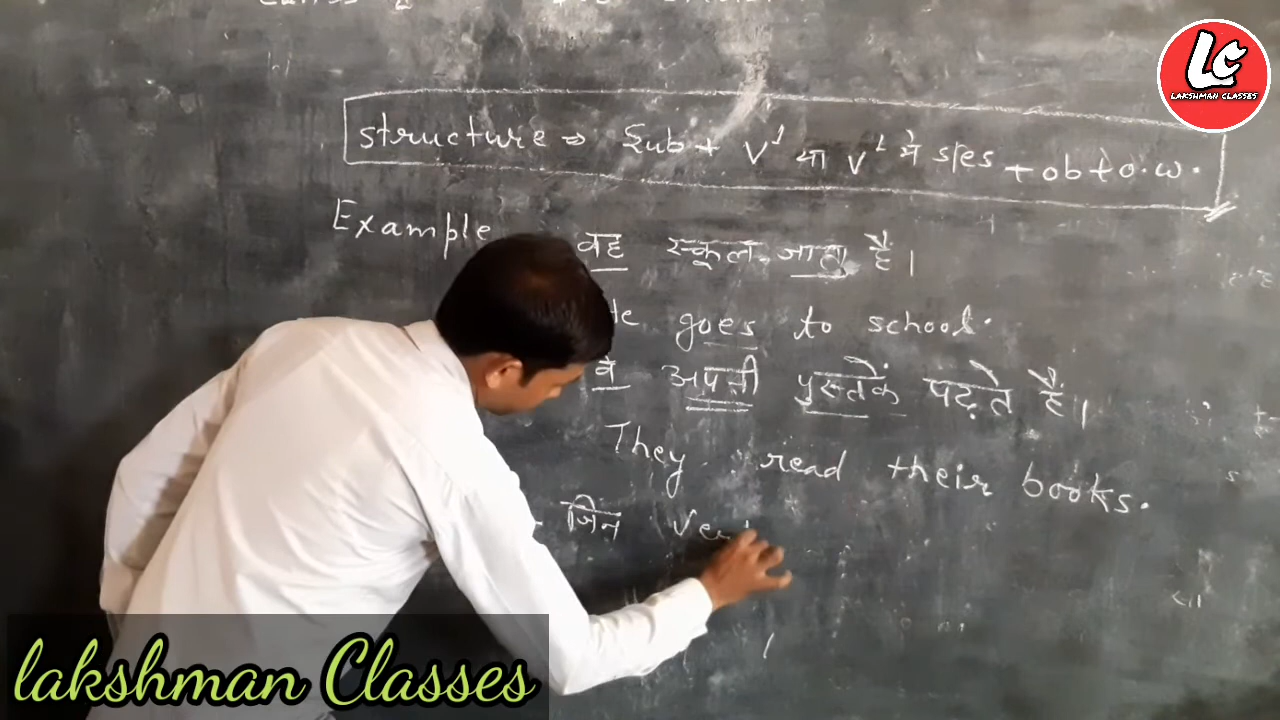 LC
LAKSHMAN CLASSES
structure ⇒ Sub + V¹ या V¹ मे s/es + ob + o.w.
Example
वह स्कूल जाता है।
He goes to school.
वे अपनी पुस्तकें पढ़ते हैं।
They read their books.
जिन
lakshman Classes